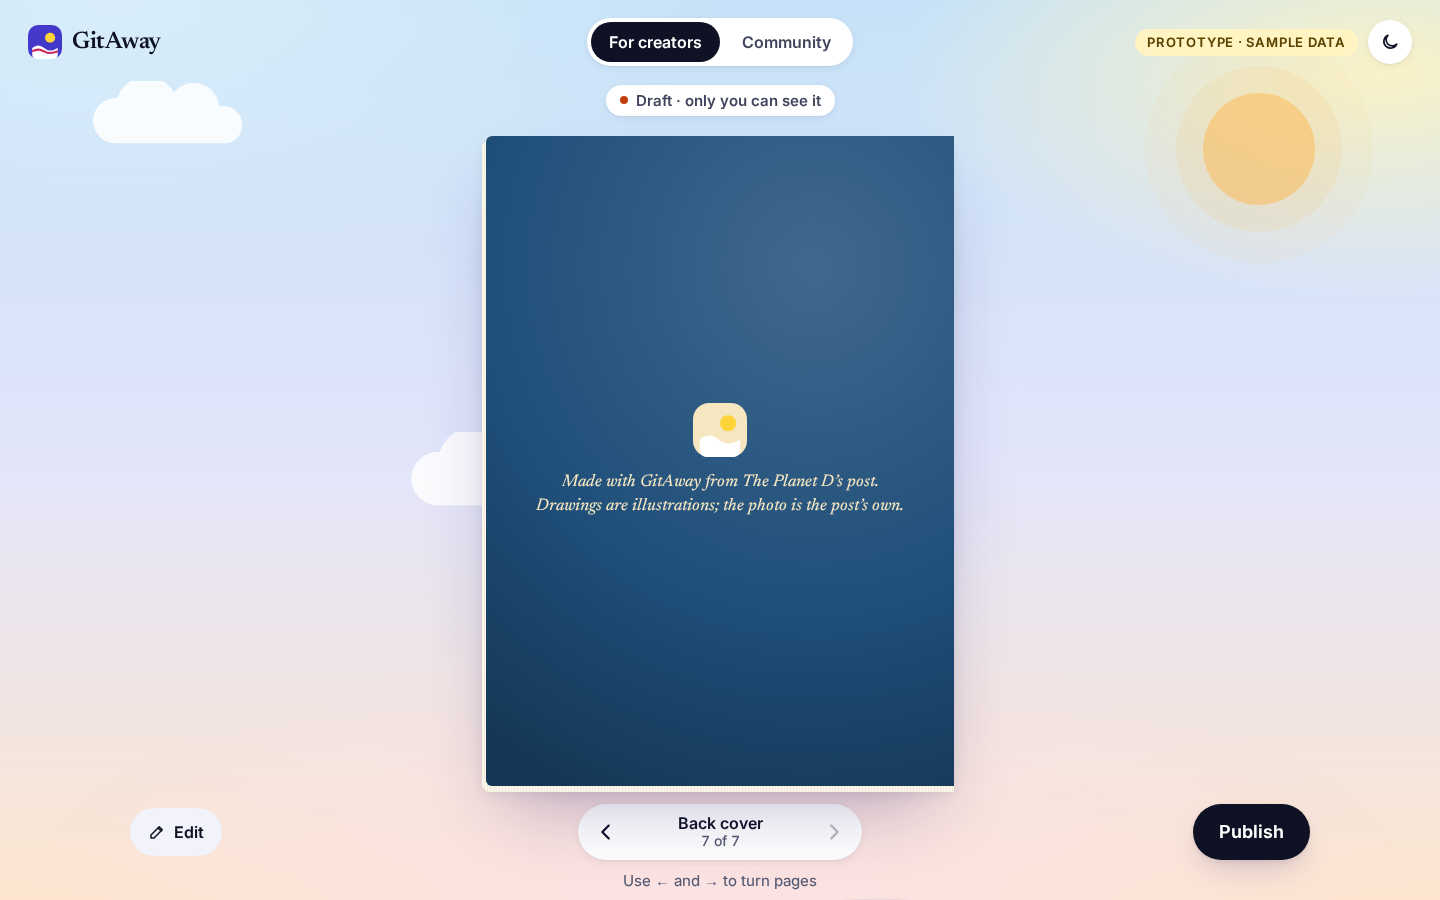 GitAway
For creators
Community
PROTOTYPE · SAMPLE DATA
Draft · only you can see it
Made with GitAway from The Planet D’s post.
Drawings are illustrations; the photo is the post’s own.
Edit
Back cover
7 of 7
Publish
Use ← and → to turn pages